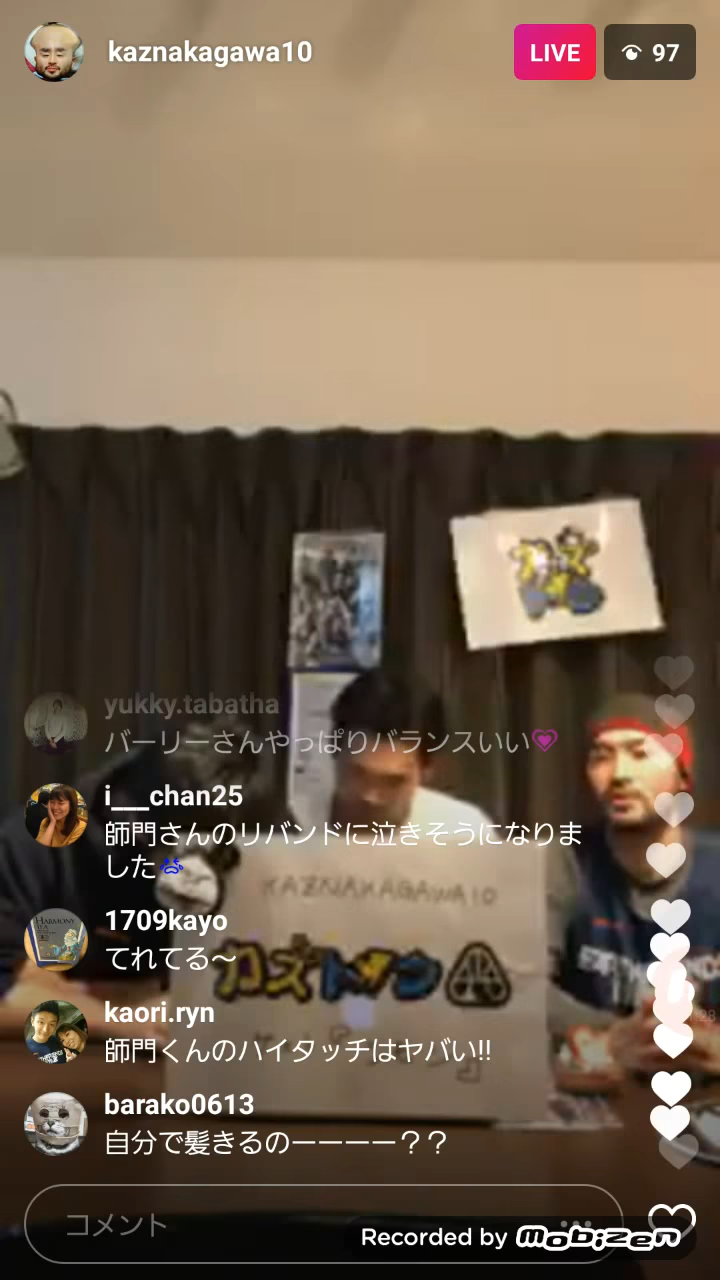 kaznakagawa10
LIVE
97
yukky.tabatha
バーリーさんやっぱりバランスいい💗
i___chan25
師門さんのリバンドに泣きそうになりま
した
KAZNAKAGAWA10
1709kayo
てれてる〜
カズトーク
kaori.ryn
師門くんのハイタッチはヤバい!!
barako0613
自分で髪きるのーーーー？？
コメント
Recorded by mobizen